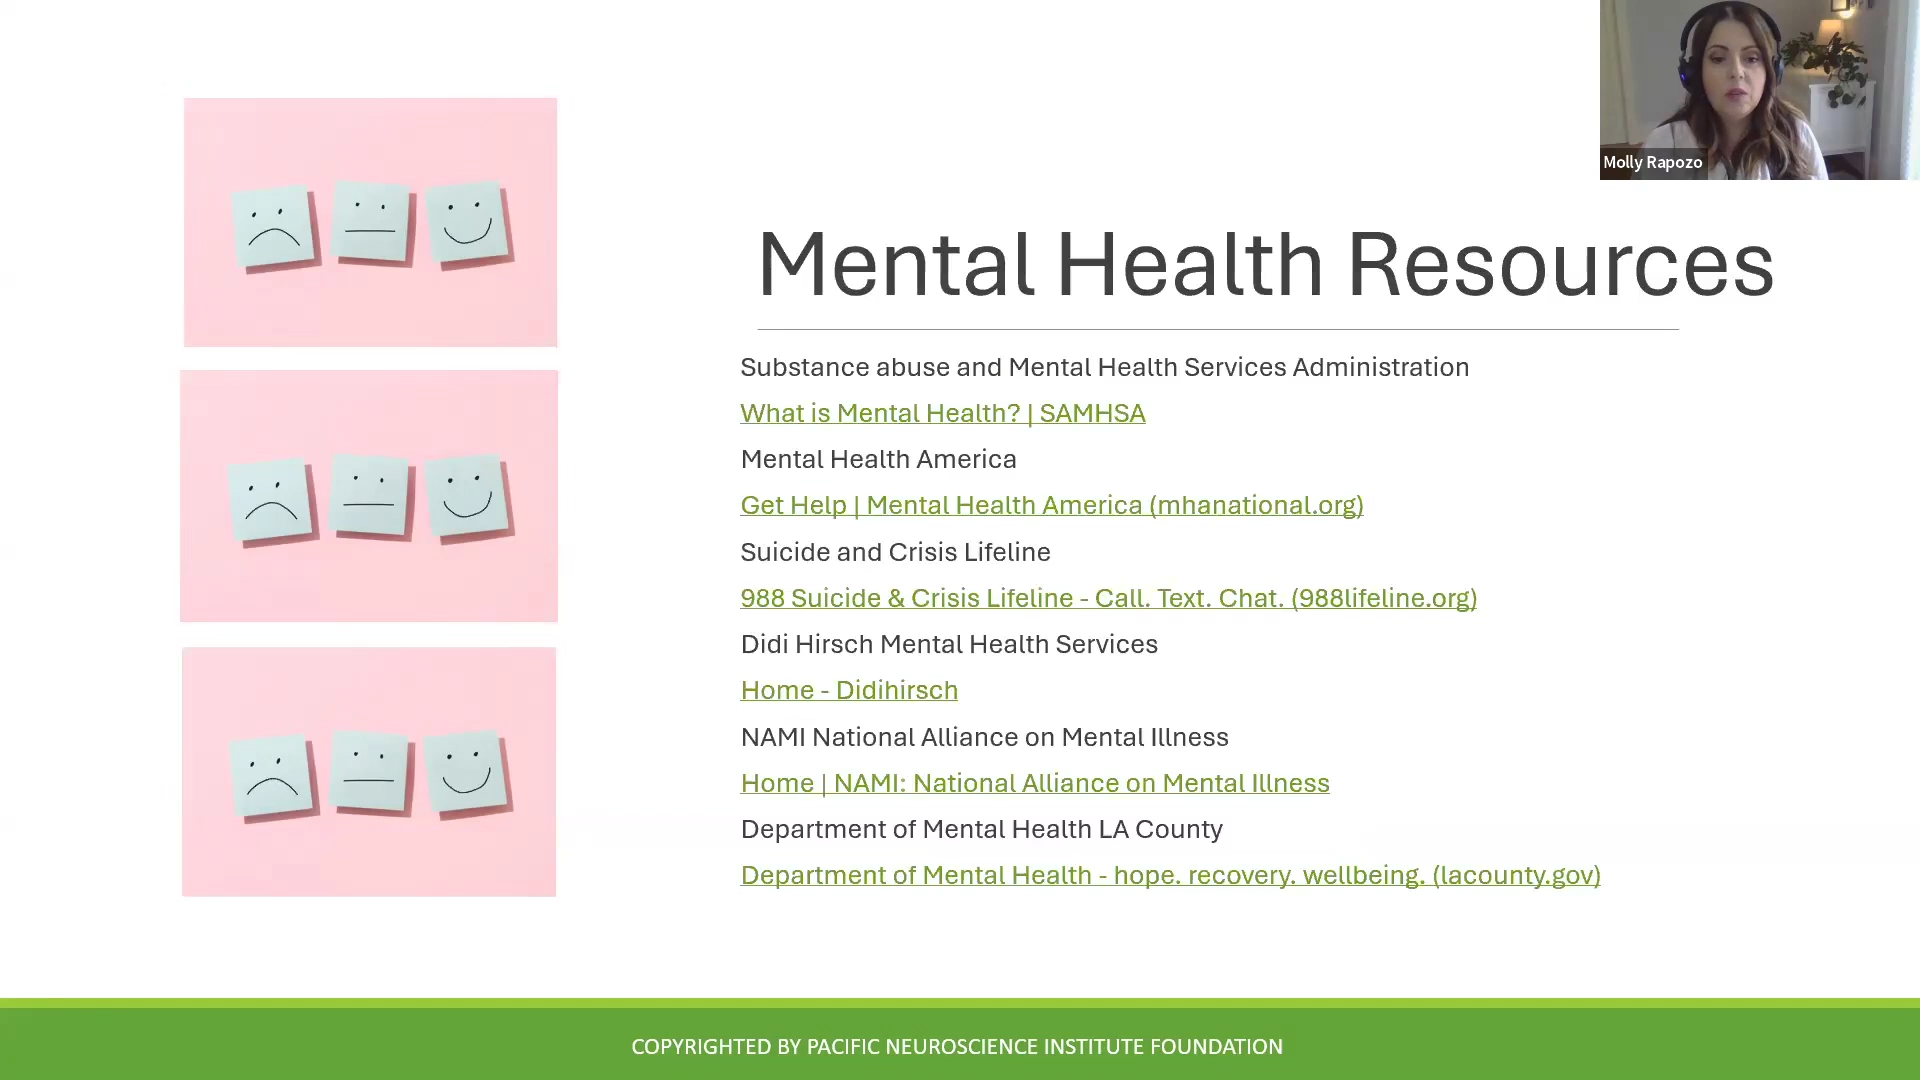 Molly Rapozo
Mental Health Resources
Substance abuse and Mental Health Services Administration
What is Mental Health? | SAMHSA
Mental Health America
Get Help | Mental Health America (mhanational.org)
Suicide and Crisis Lifeline
988 Suicide & Crisis Lifeline - Call. Text. Chat. (988lifeline.org)
Didi Hirsch Mental Health Services
Home - Didihirsch
NAMI National Alliance on Mental Illness
Home | NAMI: National Alliance on Mental Illness
Department of Mental Health LA County
Department of Mental Health - hope. recovery. wellbeing. (lacounty.gov)
COPYRIGHTED BY PACIFIC NEUROSCIENCE INSTITUTE FOUNDATION